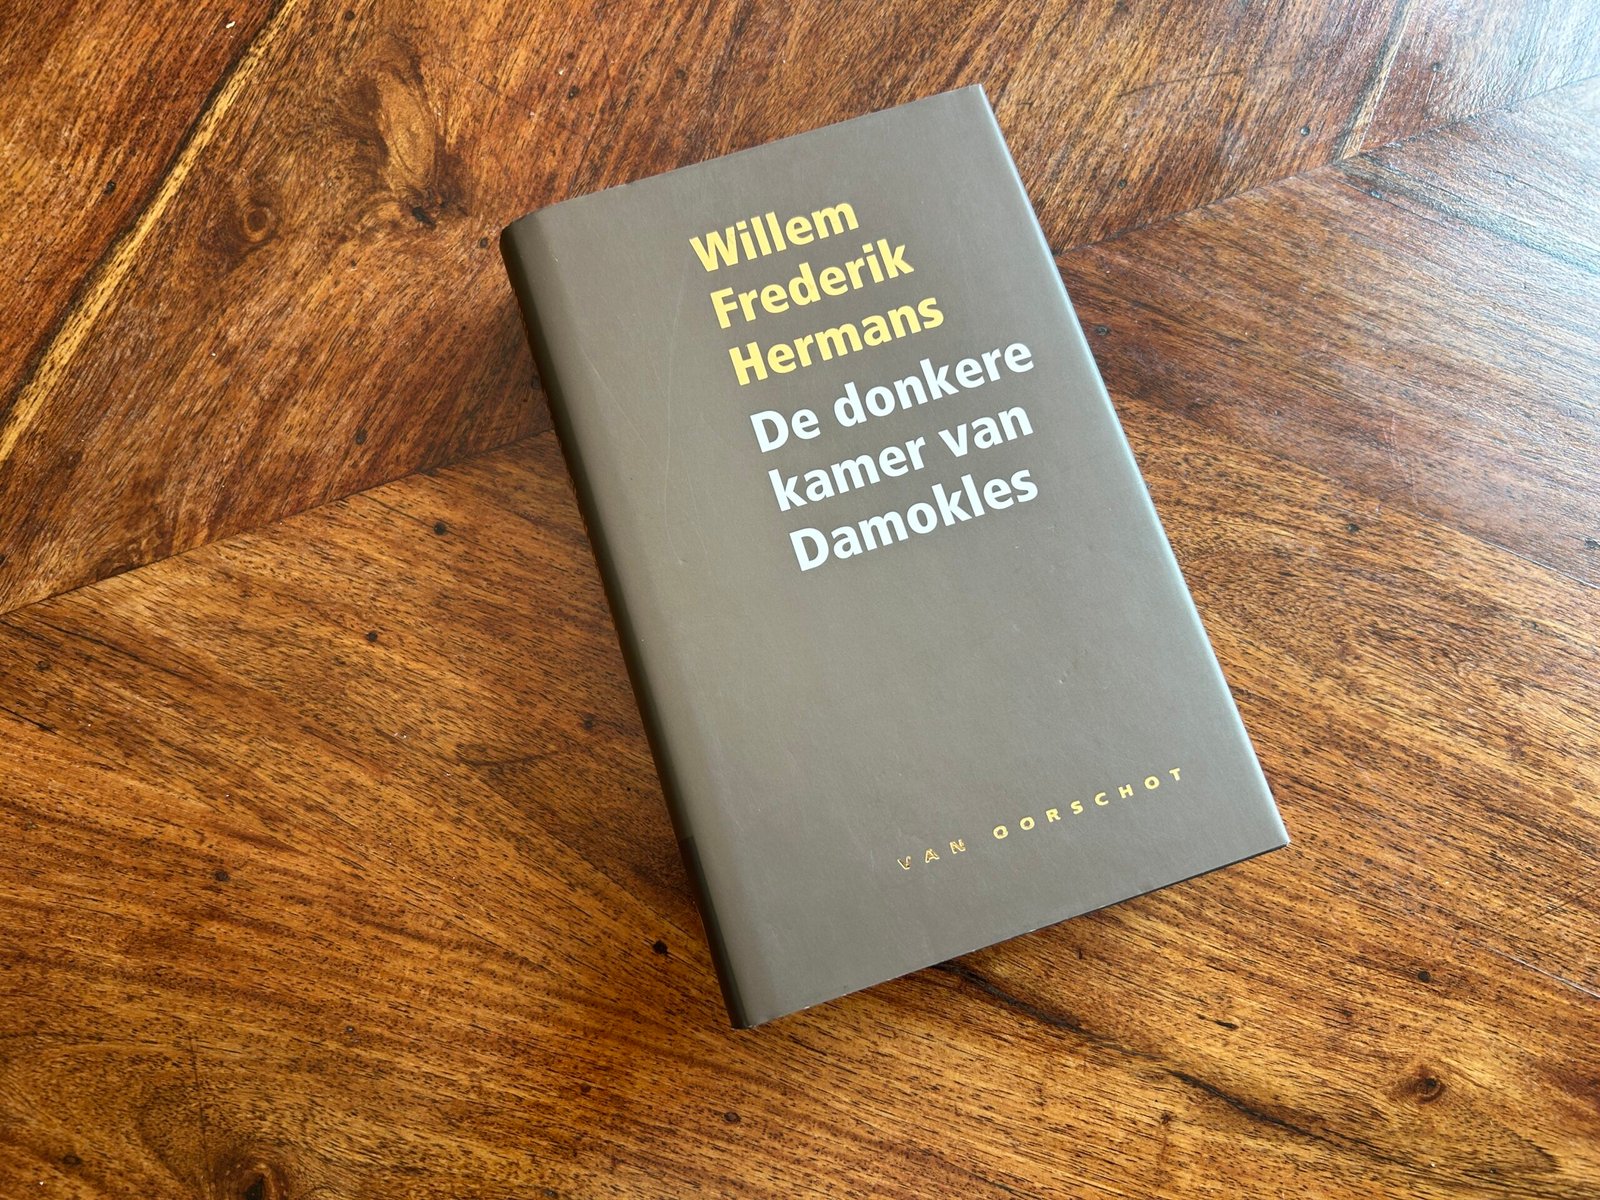 Willem
Frederik
Hermans
De donkere
kamer van
Damokles
VAN OORSCHOT